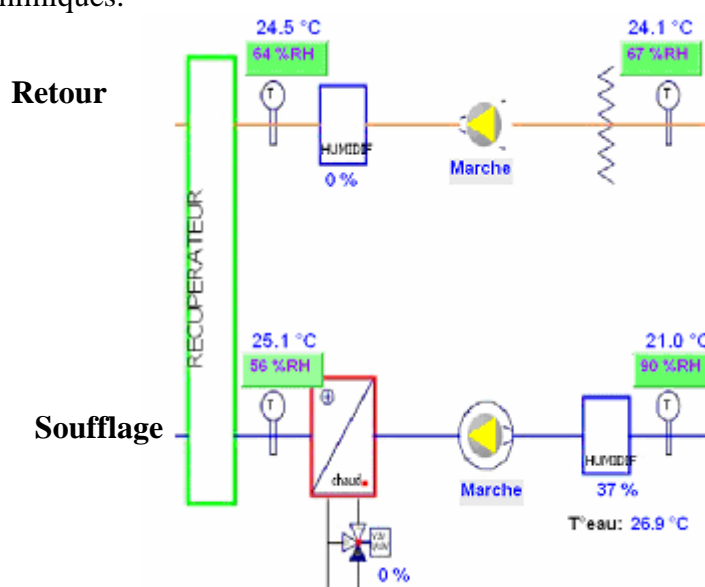 24.5 °C
24.1 °C
64 %RH
67 %RH
Retour
T
T
HUMIDIF
0 %
Marche
RECUPERATEUR
25.1 °C
21.0 °C
56 %RH
90 %RH
Soufflage
T
T
chaud
HUMIDIF
Marche
37 %
T°eau: 26.9 °C
0 %